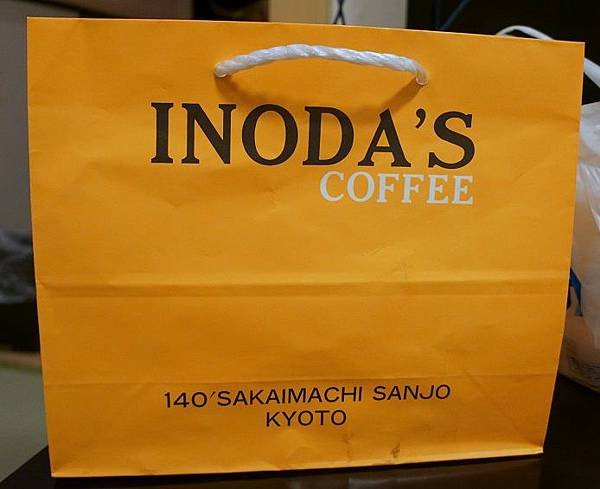 INODA'S
COFFEE
140'SAKAIMACHI SANJO
KYOTO